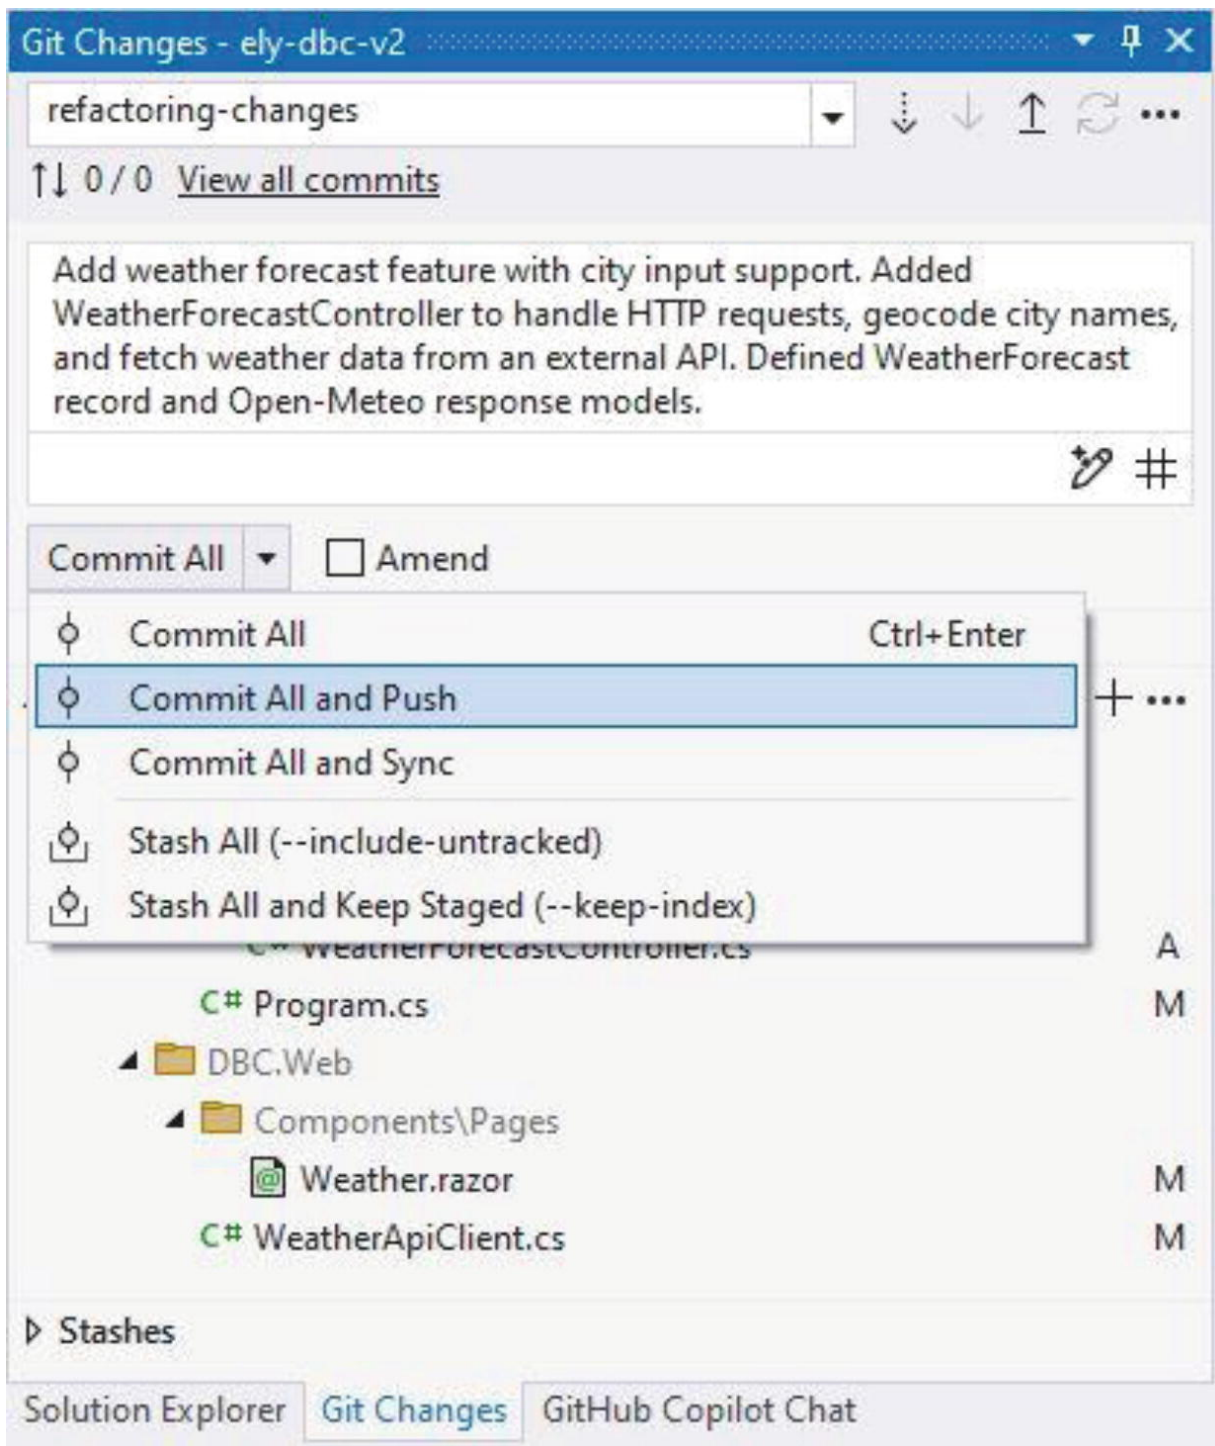 Git Changes - ely-dbc-v2
refactoring-changes
0 / 0 View all commits
Add weather forecast feature with city input support. Added
WeatherForecastController to handle HTTP requests, geocode city names,
and fetch weather data from an external API. Defined WeatherForecast
record and Open-Meteo response models.
Commit All
Amend
Commit All Ctrl+Enter
Commit All and Push
Commit All and Sync
Stash All (--include-untracked)
Stash All and Keep Staged (--keep-index)
C# WeatherForecastController.cs A
C# Program.cs M
DBC.Web
Components\Pages
@ Weather.razor M
C# WeatherApiClient.cs M
Stashes
Solution Explorer Git Changes GitHub Copilot Chat